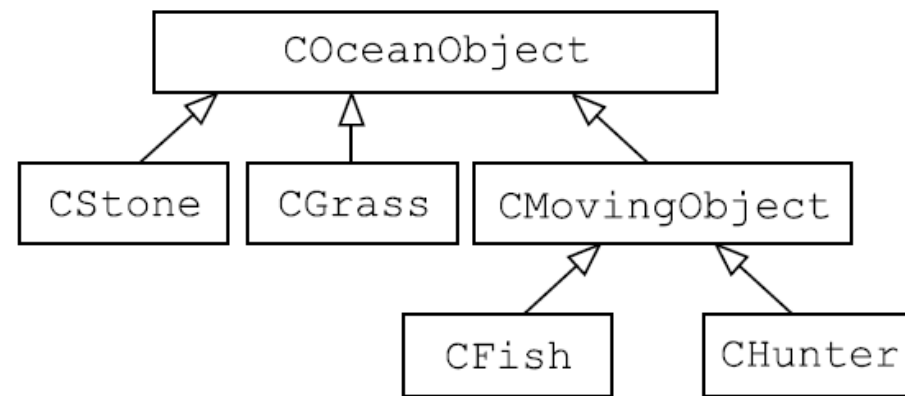 COceanObject
CStone
CGrass
CMovingObject
CFish
CHunter